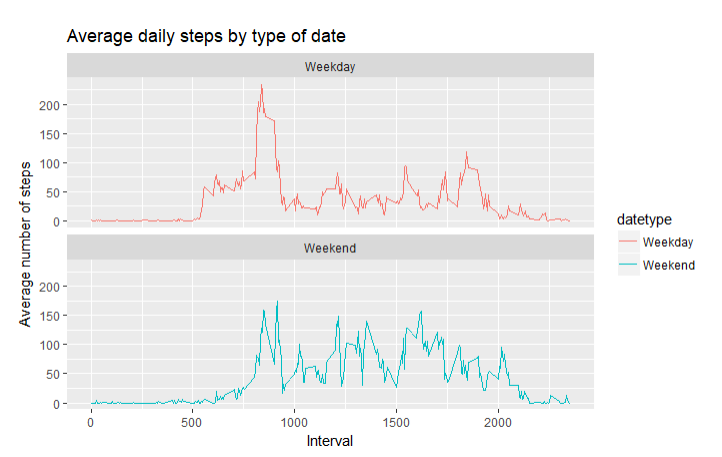 Average daily steps by type of date
Weekday
200
150
100
50
0
Weekend
200
150
100
50
0
Average number of steps
0 500 1000 1500 2000
Interval
datetype
Weekday
Weekend